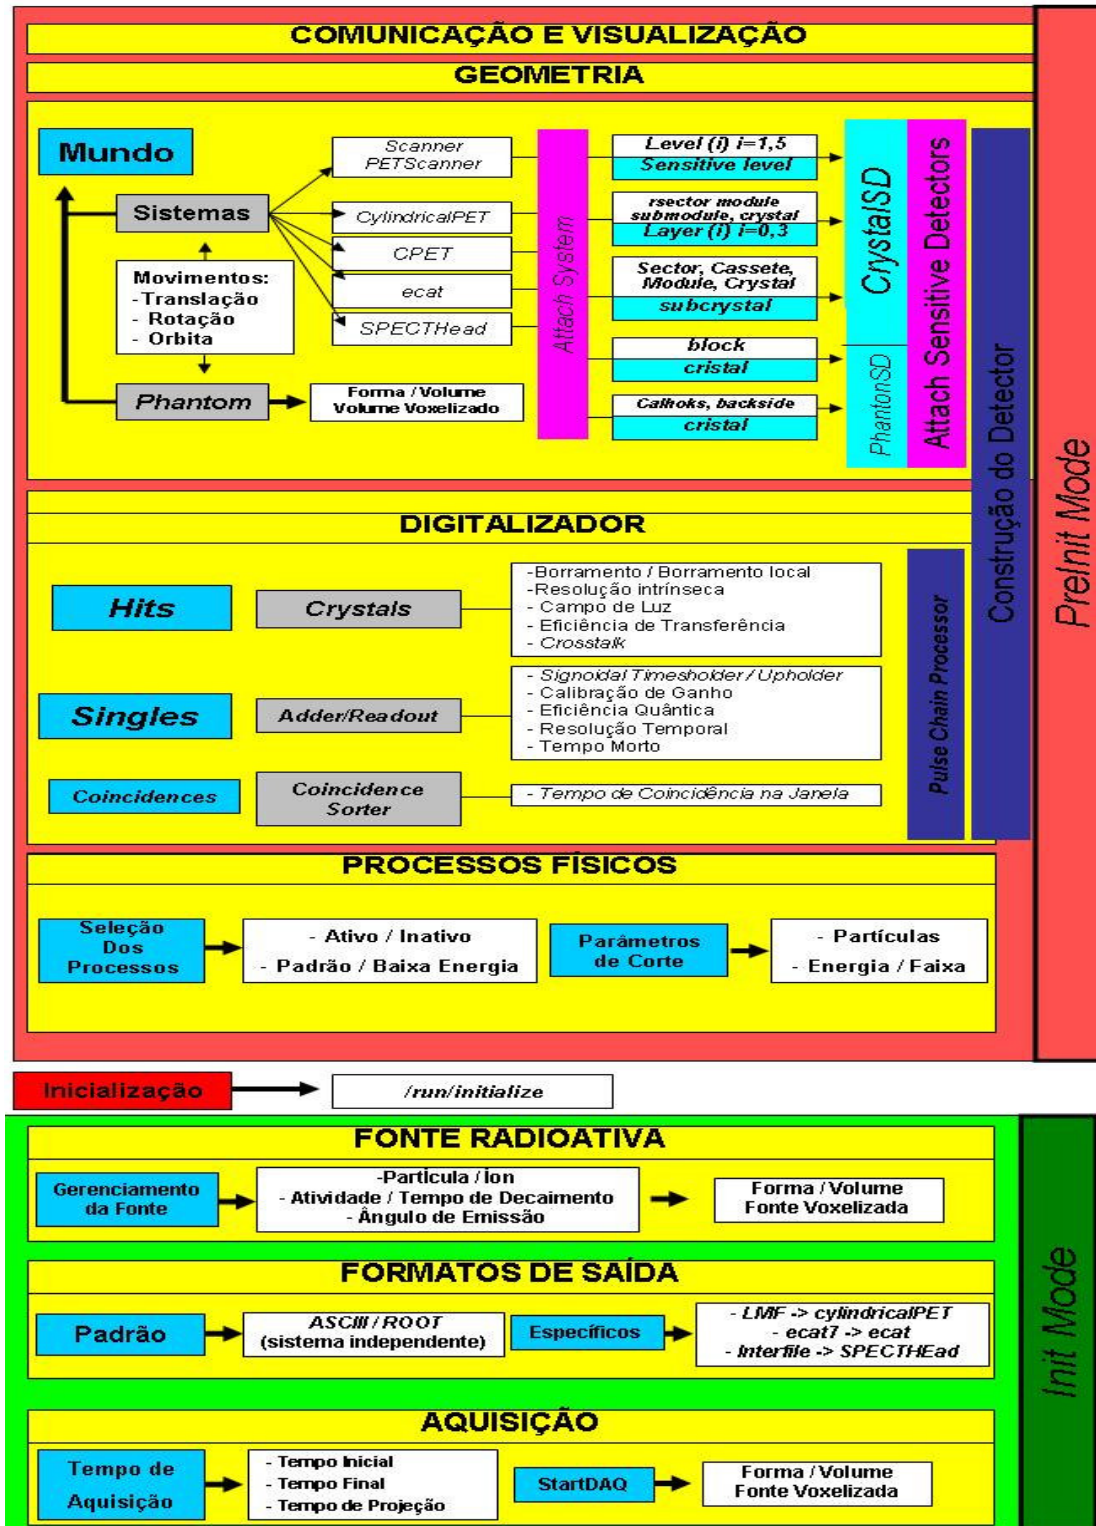 COMUNICAÇÃO E VISUALIZAÇÃO
GEOMETRIA
Mundo
Sistemas
Movimentos:
-Translação
- Rotação
- Orbita
Phantom
Scanner
PETScanner
CylindricalPET
CPET
ecat
SPECTHead
Forma / Volume
Volume Voxelizado
Attach System
Level (i) i=1,5
Sensitive level
rsector module
submodule, crystal
Layer (i) i=0,3
Sector, Cassete,
Module, Crystal
subcrystal
block
cristal
Calhoks, backside
cristal
CrystalSD
PhantonSD
Attach Sensitive Detectors
Construção do Detector
PreInit Mode
DIGITALIZADOR
Hits
Crystals
-Borramento / Borramento local
-Resolução intrínseca
- Campo de Luz
- Eficiência de Transferência
- Crosstalk
Singles
Adder/Readout
- Signoidal Timesholder / Upholder
- Calibração de Ganho
- Eficiência Quântica
- Resolução Temporal
- Tempo Morto
Coincidences
Coincidence
Sorter
- Tempo de Coincidência na Janela
Pulse Chain Processor
PROCESSOS FÍSICOS
Seleção
Dos
Processos
- Ativo / Inativo
- Padrão / Baixa Energia
Parâmetros
de Corte
- Partículas
- Energia / Faixa
Inicialização
/run/initialize
FONTE RADIOATIVA
Gerenciamento
da Fonte
-Partícula / Íon
- Atividade / Tempo de Decaimento
- Ângulo de Emissão
Forma / Volume
Fonte Voxelizada
FORMATOS DE SAÍDA
Padrão
ASCIII / ROOT
(sistema independente)
Específicos
- LMF -> cylindricalPET
- ecat7 -> ecat
- Interfile -> SPECTHEad
Init Mode
AQUISIÇÃO
Tempo de
Aquisição
- Tempo Inicial
- Tempo Final
- Tempo de Projeção
StartDAQ
Forma / Volume
Fonte Voxelizada